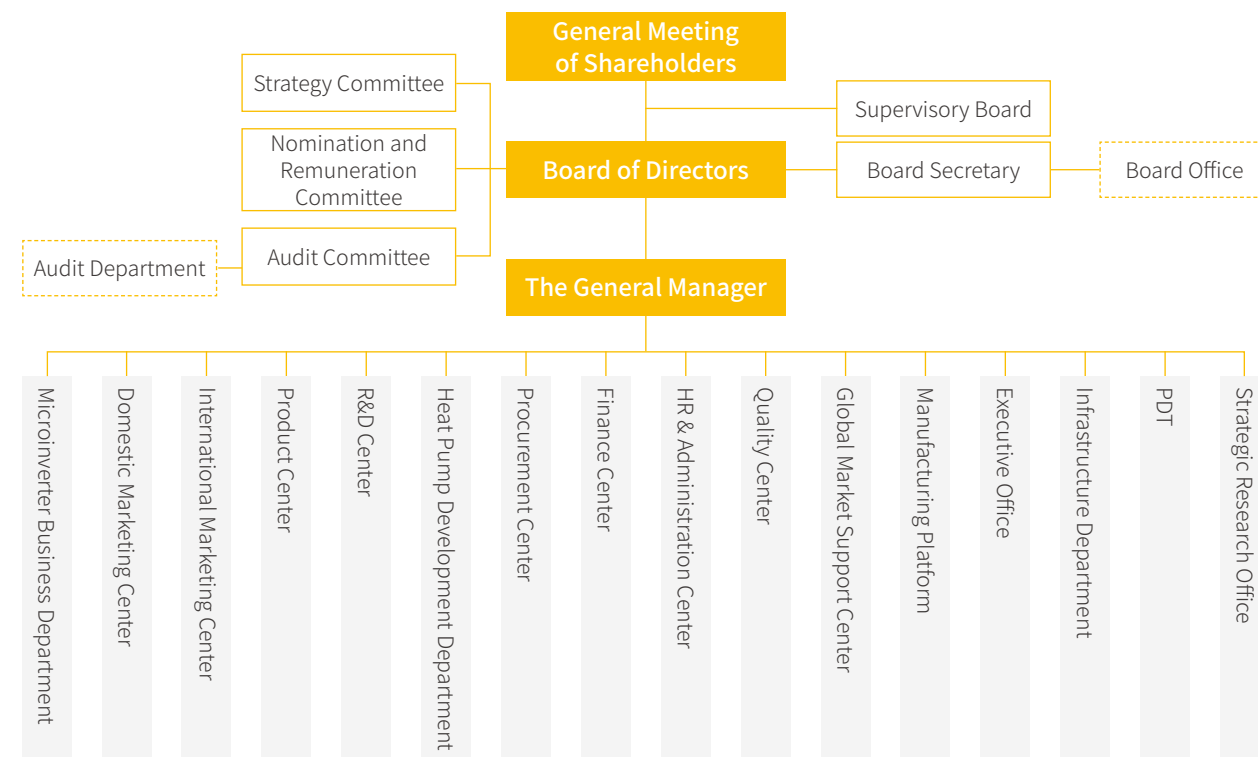 General Meeting
of Shareholders
Strategy Committee
Supervisory Board
Nomination and
Remuneration
Committee
Board of Directors
Board Secretary
Board Office
Audit Department
Audit Committee
The General Manager
Microinverter Business Department
Domestic Marketing Center
International Marketing Center
Product Center
R&D Center
Heat Pump Development Department
Procurement Center
Finance Center
HR & Administration Center
Quality Center
Global Market Support Center
Manufacturing Platform
Executive Office
Infrastructure Department
PDT
Strategic Research Office